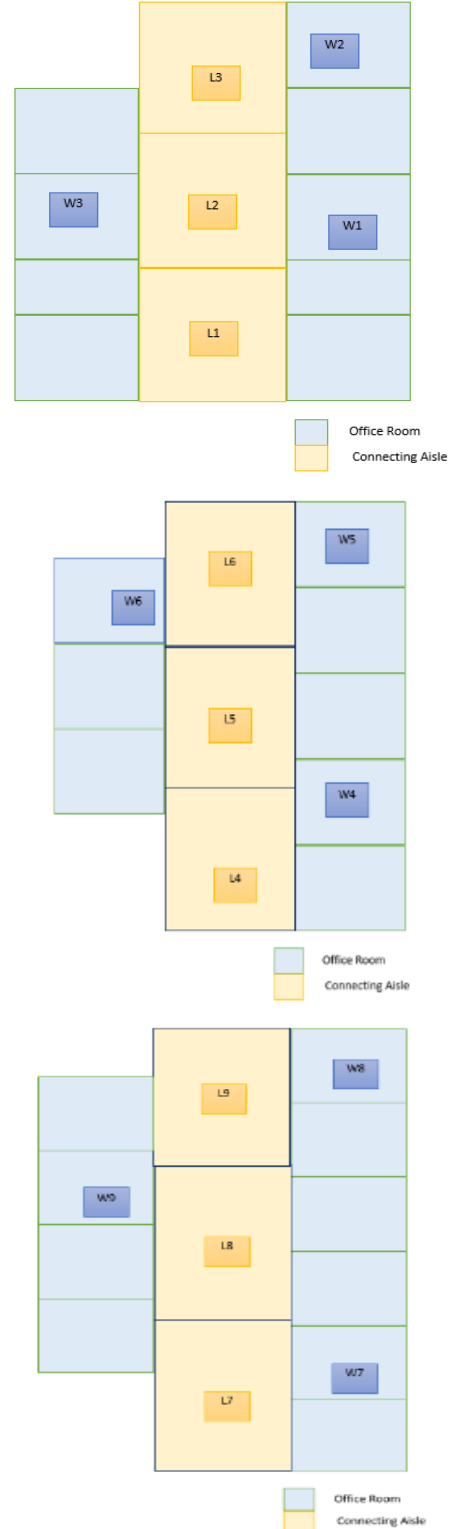 W2
L3
W3
L2
W1
L1
Office Room
Connecting Aisle
W5
L6
W6
L5
W4
L4
Office Room
Connecting Aisle
W8
L9
W9
L8
W7
L7
Office Room
Connecting Aisle